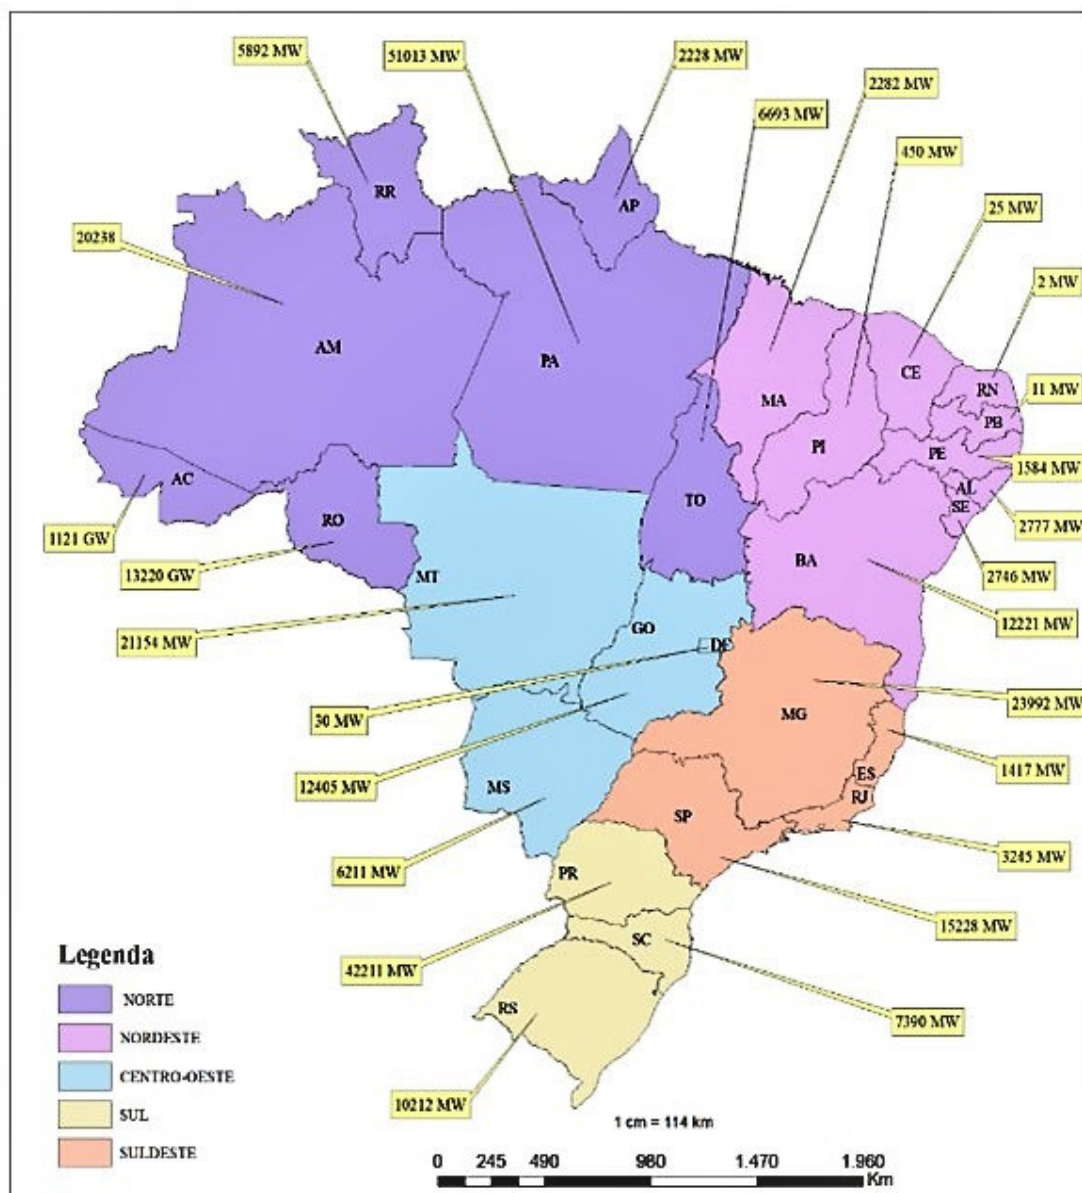 5892 MW
51013 MW
2228 MW
2282 MW
6693 MW
450 MW
RR
AP
25 MW
20238
2 MW
AM
PA
CE
RN
11 MW
MA
PB
PI
PE
1584 MW
AC
TO
AL
SE
RO
2777 MW
1121 GW
BA
13220 GW
MT
2746 MW
12221 MW
21154 MW
GO
DF
23992 MW
30 MW
MG
1417 MW
12405 MW
MS
ES
RJ
SP
3245 MW
6211 MW
PR
15228 MW
SC
42211 MW
7390 MW
RS
10212 MW
Legenda
NORTE
NORDESTE
CENTRO-OESTE
SUL
SULDESTE
1 cm = 114 km
0 245 490 980 1.470 1.960
Km